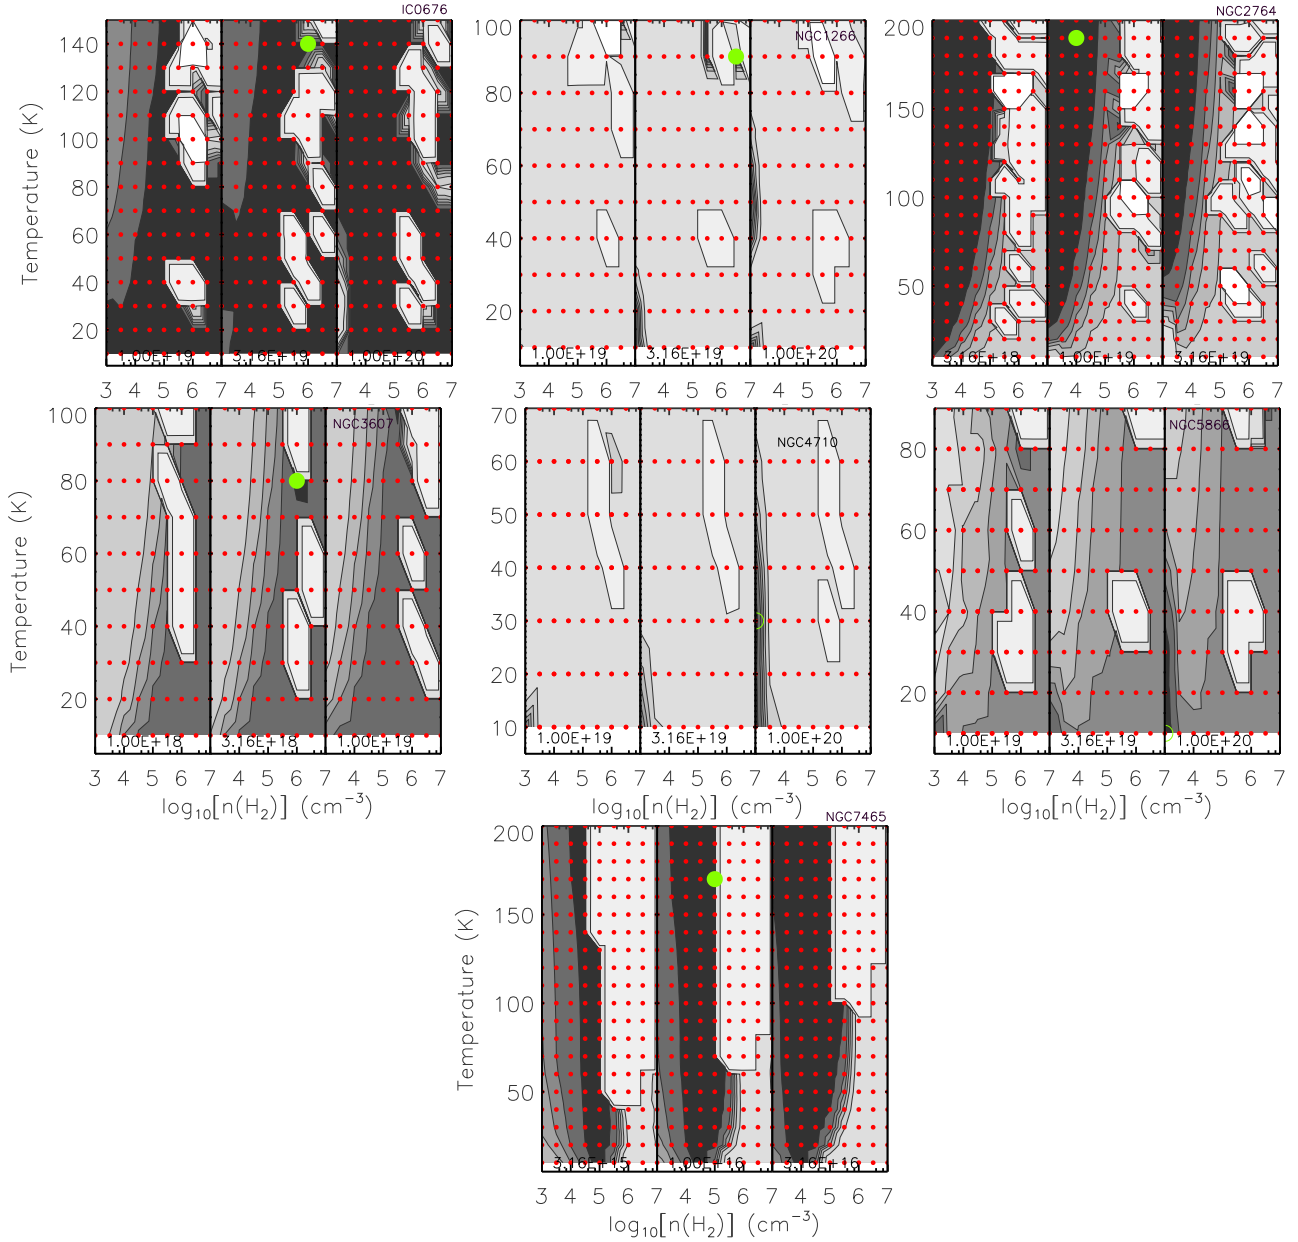 IC0676
NGC1266
NGC2764
Temperature (K)
140
120
100
80
60
40
20
1.00E+19
3.16E+19
1.00E+20
3 4 5 6 7 4 5 6 7 4 5 6 7
100
80
60
40
20
1.00E+19
3.16E+19
1.00E+20
3 4 5 6 7 4 5 6 7 4 5 6 7
200
150
100
50
3.16E+18
1.00E+19
3.16E+19
3 4 5 6 7 4 5 6 7 4 5 6 7
NGC3607
NGC4710
NGC5866
Temperature (K)
100
80
60
40
20
1.00E+18
3.16E+18
1.00E+19
3 4 5 6 7 4 5 6 7 4 5 6 7
log10[n(H2)] (cm−3)
70
60
50
40
30
20
10
1.00E+19
3.16E+19
1.00E+20
3 4 5 6 7 4 5 6 7 4 5 6 7
log10[n(H2)] (cm−3)
80
60
40
20
1.00E+19
3.16E+19
1.00E+20
3 4 5 6 7 4 5 6 7 4 5 6 7
log10[n(H2)] (cm−3)
NGC7465
Temperature (K)
200
150
100
50
3.16E+15
1.00E+16
3.16E+16
3 4 5 6 7 4 5 6 7 4 5 6 7
log10[n(H2)] (cm−3)